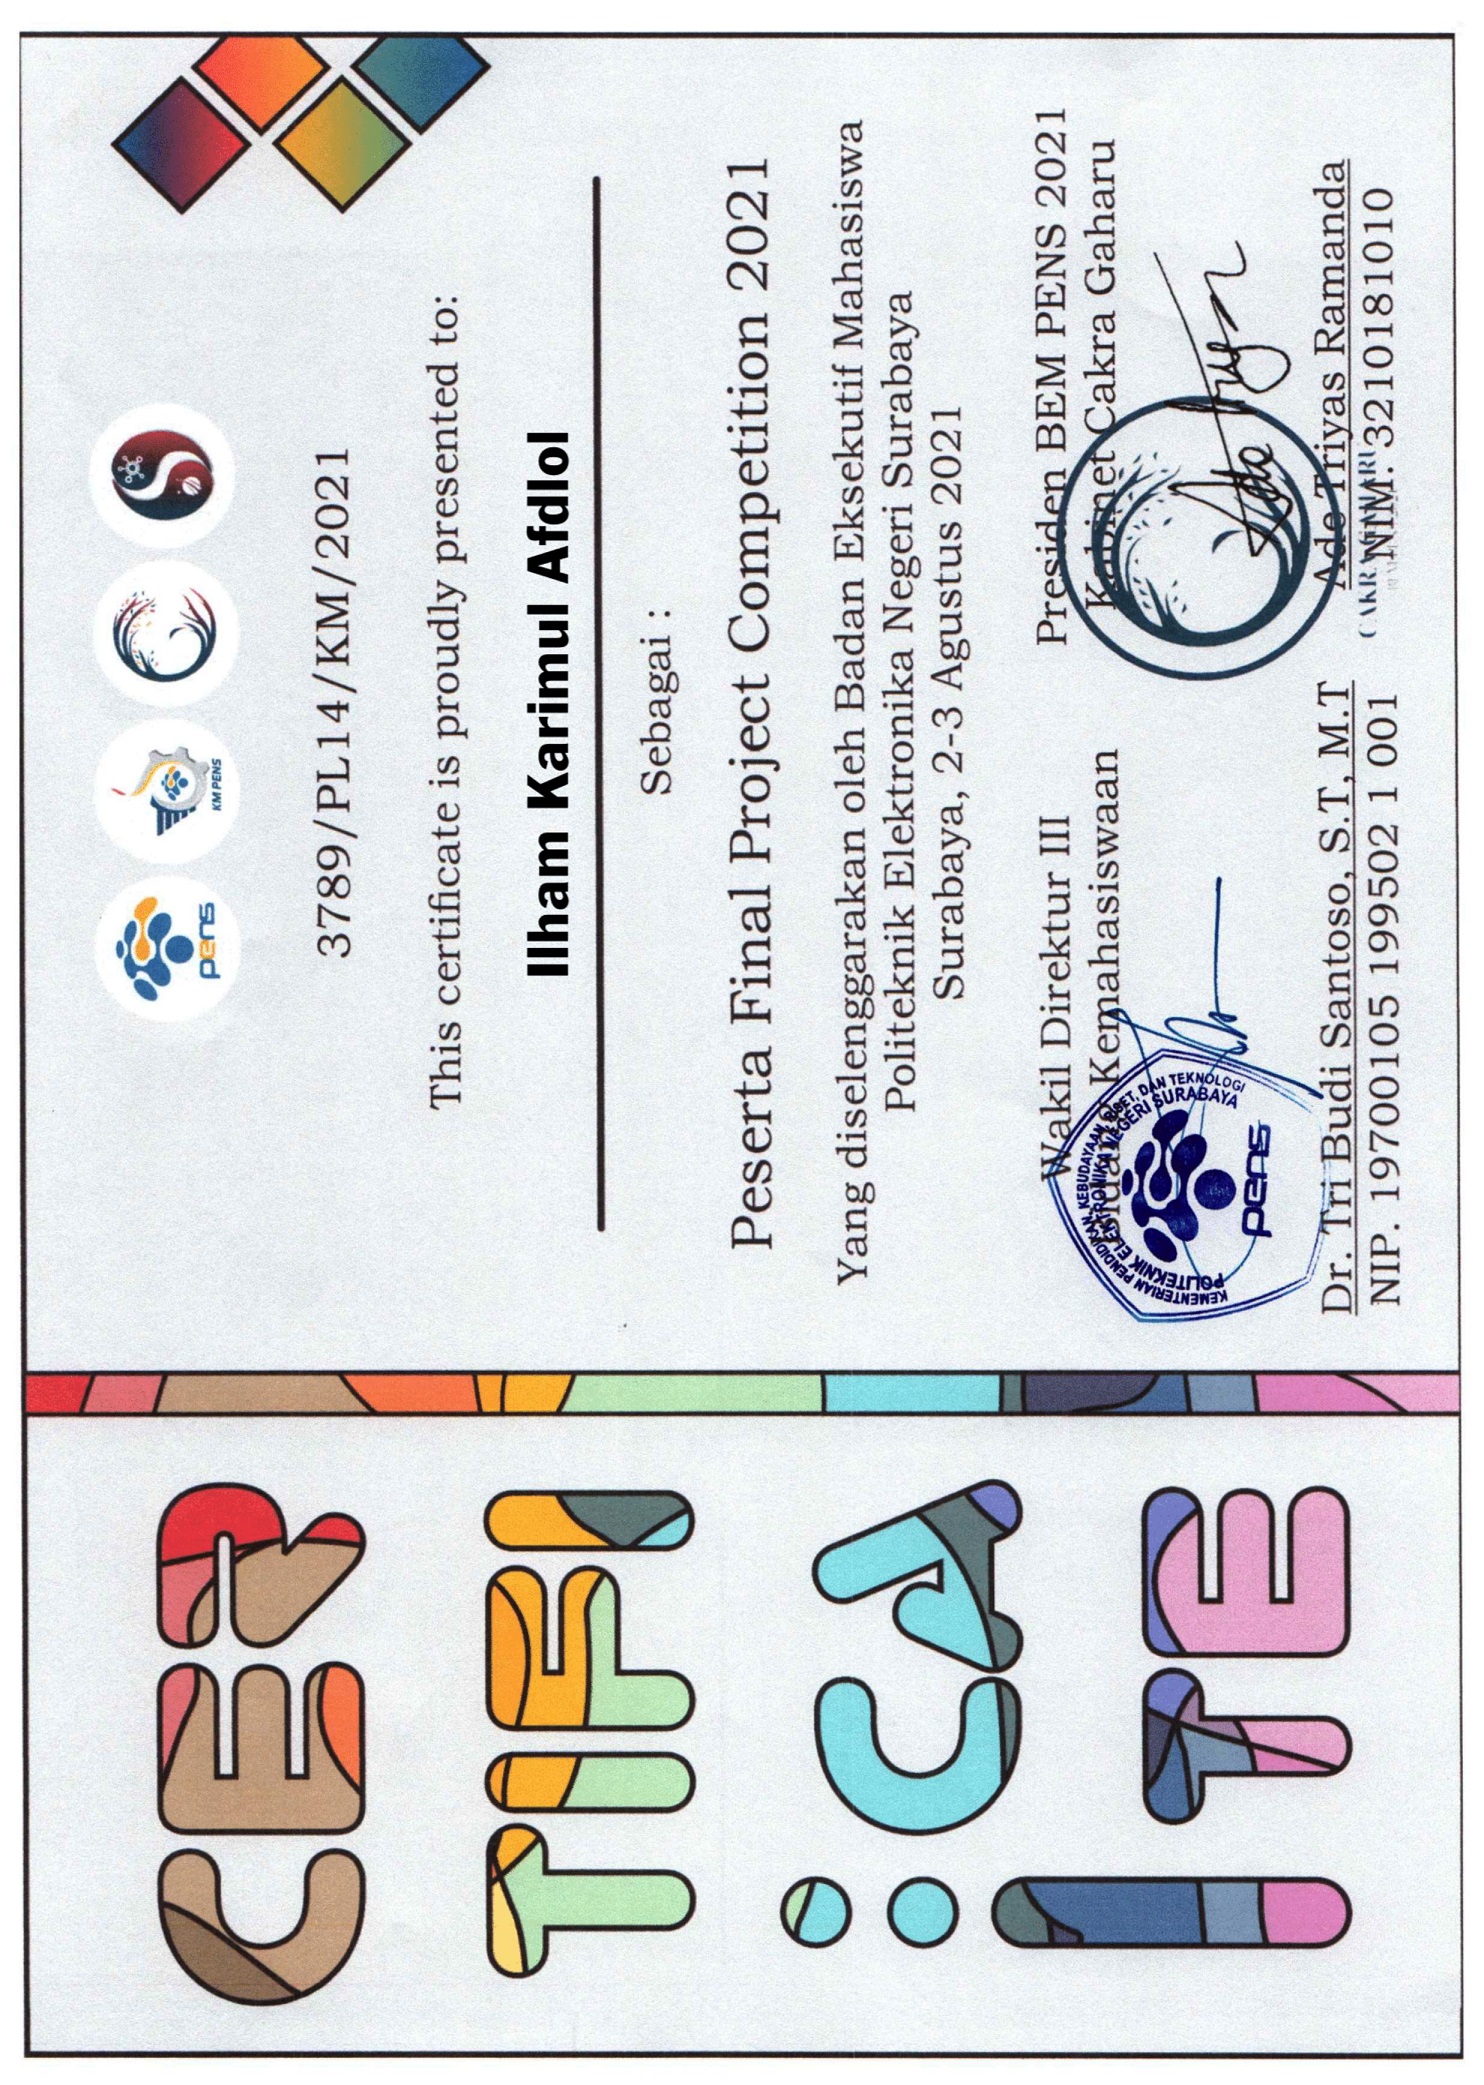 CER
TIFI
CA
TE
pens
KM PENS
3789/PL14/KM/2021
This certificate is proudly presented to:
Ilham Karimul Afdlol
Sebagai :
Peserta Final Project Competition 2021
Yang diselenggarakan oleh Badan Eksekutif Mahasiswa
Politeknik Elektronika Negeri Surabaya
Surabaya, 2-3 Agustus 2021
Wakil Direktur III
Bidang Kemahasiswaan
KEMENTERIAN PENDIDIKAN, KEBUDAYAAN, RISET, DAN TEKNOLOGI
POLITEKNIK ELEKTRONIKA NEGERI SURABAYA
pens
Dr. Tri Budi Santoso, S.T, M.T
NIP. 19700105 199502 1 001
Presiden BEM PENS 2021
Kabinet Cakra Gaharu
Ade Triyas
Ade Triyas Ramanda
CAKRA GAHARU
NIM. 3210181010